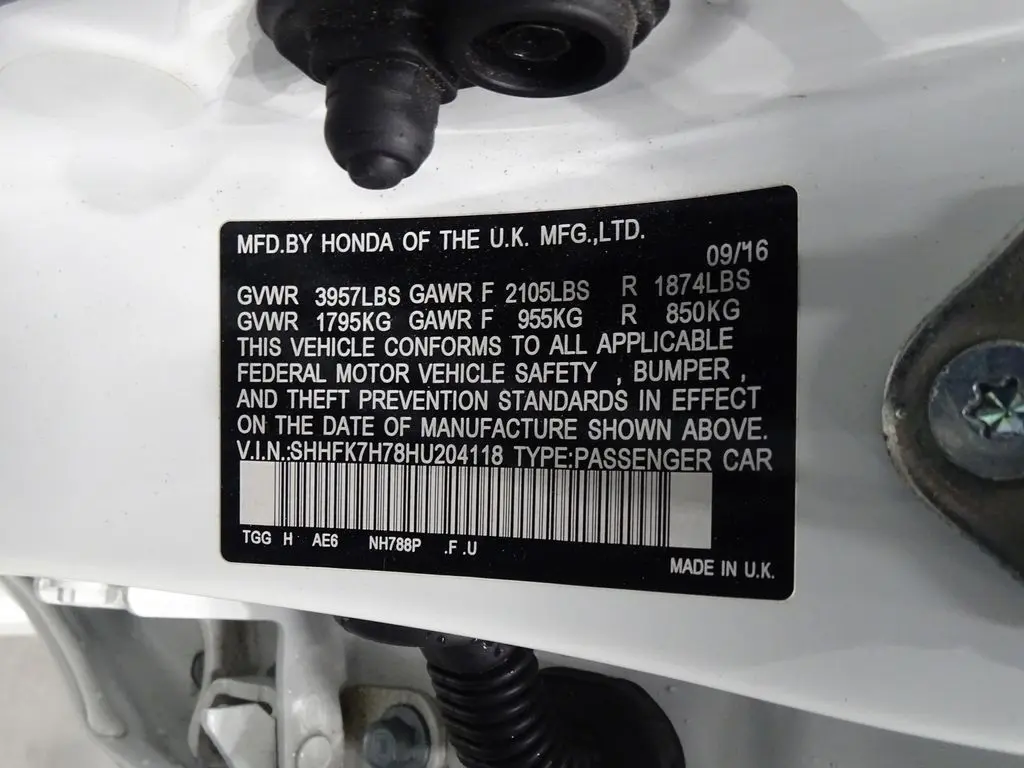 MFD.BY HONDA OF THE U.K. MFG.,LTD.
09/16
GVWR 3957LBS GAWR F 2105LBS R 1874LBS
GVWR 1795KG GAWR F 955KG R 850KG
THIS VEHICLE CONFORMS TO ALL APPLICABLE
FEDERAL MOTOR VEHICLE SAFETY , BUMPER ,
AND THEFT PREVENTION STANDARDS IN EFFECT
ON THE DATE OF MANUFACTURE SHOWN ABOVE.
V.I.N.:SHHFK7H78HU204118 TYPE:PASSENGER CAR
TGG H AE6 NH788P .F .U
MADE IN U.K.